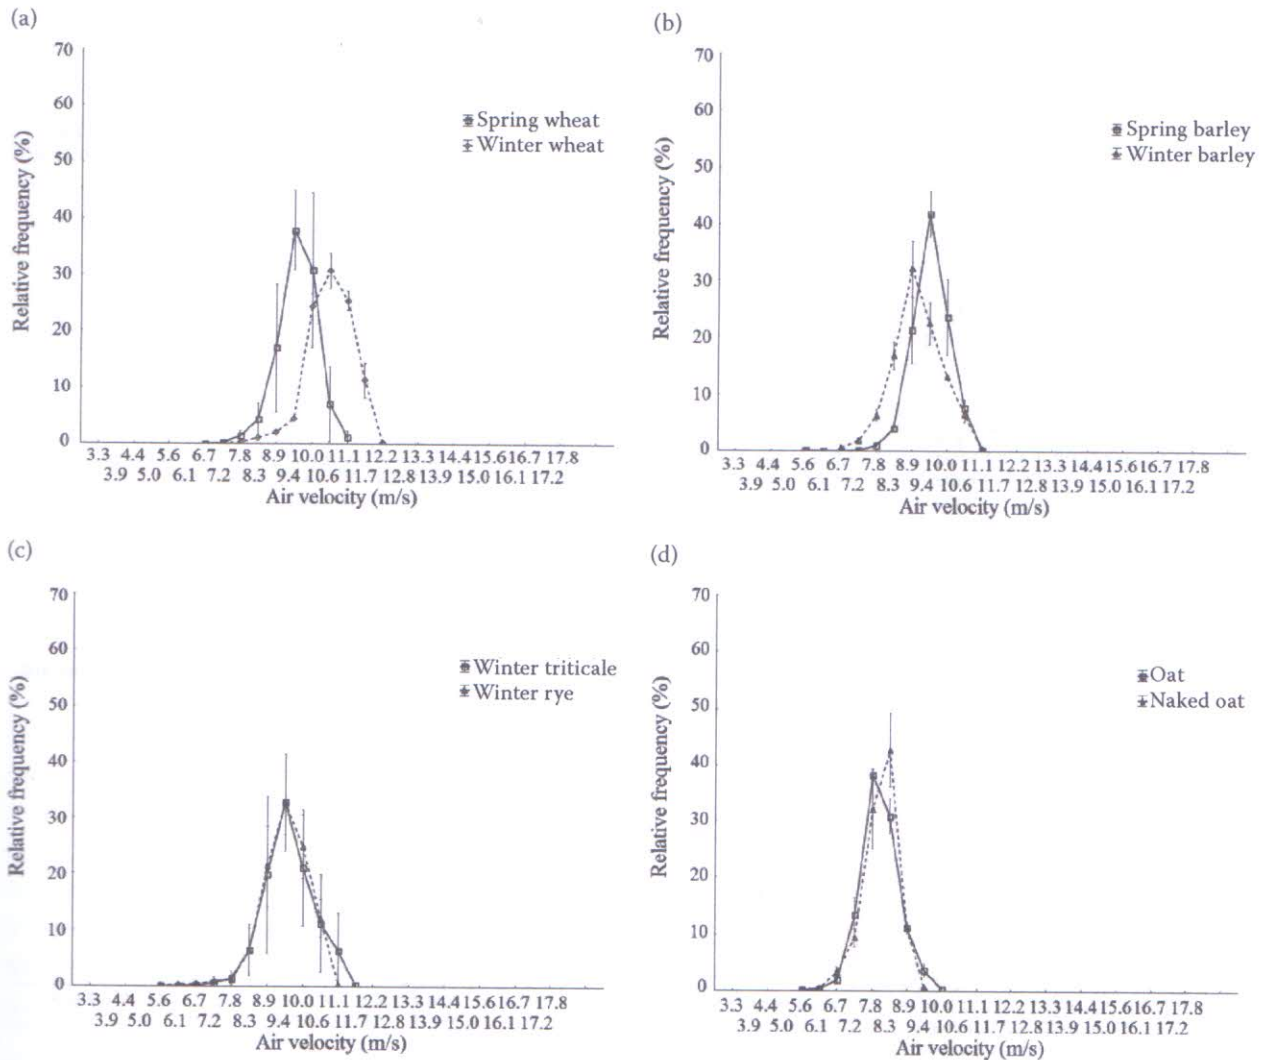 (a)
70
60
50
40
30
20
10
0
Relative frequency (%)
Spring wheat
Winter wheat
3.3 4.4 5.6 6.7 7.8 8.9 10.0 11.1 12.2 13.3 14.4 15.6 16.7 17.8
3.9 5.0 6.1 7.2 8.3 9.4 10.6 11.7 12.8 13.9 15.0 16.1 17.2
Air velocity (m/s)
(b)
70
60
50
40
30
20
10
0
Relative frequency (%)
Spring barley
Winter barley
3.3 4.4 5.6 6.7 7.8 8.9 10.0 11.1 12.2 13.3 14.4 15.6 16.7 17.8
3.9 5.0 6.1 7.2 8.3 9.4 10.6 11.7 12.8 13.9 15.0 16.1 17.2
Air velocity (m/s)
(c)
70
60
50
40
30
20
10
0
Relative frequency (%)
Winter triticale
Winter rye
3.3 4.4 5.6 6.7 7.8 8.9 10.0 11.1 12.2 13.3 14.4 15.6 16.7 17.8
3.9 5.0 6.1 7.2 8.3 9.4 10.6 11.7 12.8 13.9 15.0 16.1 17.2
Air velocity (m/s)
(d)
70
60
50
40
30
20
10
0
Relative frequency (%)
Oat
Naked oat
3.3 4.4 5.6 6.7 7.8 8.9 10.0 11.1 12.2 13.3 14.4 15.6 16.7 17.8
3.9 5.0 6.1 7.2 8.3 9.4 10.6 11.7 12.8 13.9 15.0 16.1 17.2
Air velocity (m/s)